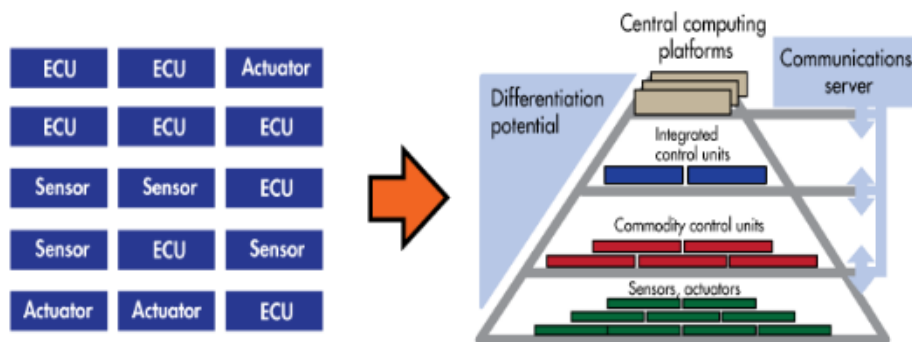 ECU
ECU
Actuator
ECU
ECU
ECU
Sensor
Sensor
ECU
Sensor
ECU
Sensor
Actuator
Actuator
ECU
Central computing
platforms
Communications
server
Differentiation
potential
Integrated
control units
Commodity control units
Sensors, actuators